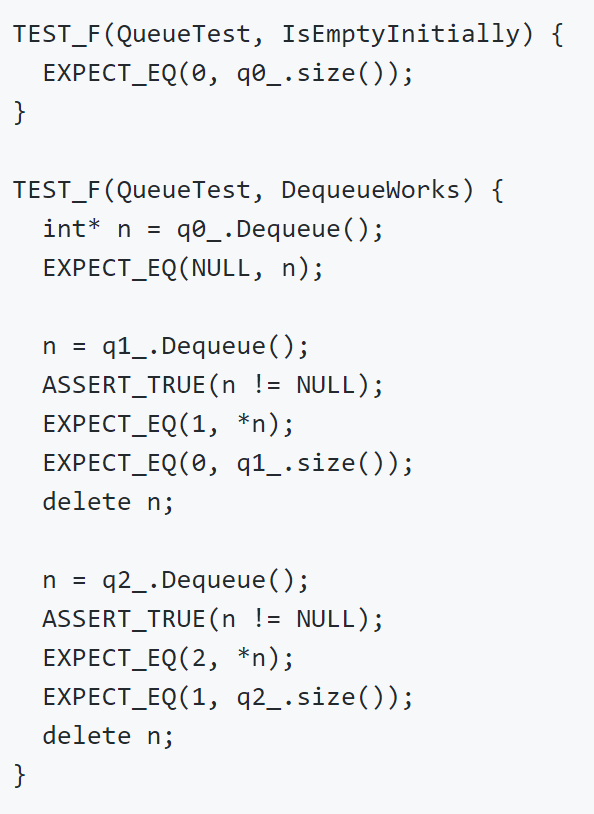 TEST_F(QueueTest, IsEmptyInitially) {
  EXPECT_EQ(0, q0_.size());
}

TEST_F(QueueTest, DequeueWorks) {
  int* n = q0_.Dequeue();
  EXPECT_EQ(NULL, n);

  n = q1_.Dequeue();
  ASSERT_TRUE(n != NULL);
  EXPECT_EQ(1, *n);
  EXPECT_EQ(0, q1_.size());
  delete n;

  n = q2_.Dequeue();
  ASSERT_TRUE(n != NULL);
  EXPECT_EQ(2, *n);
  EXPECT_EQ(1, q2_.size());
  delete n;
}